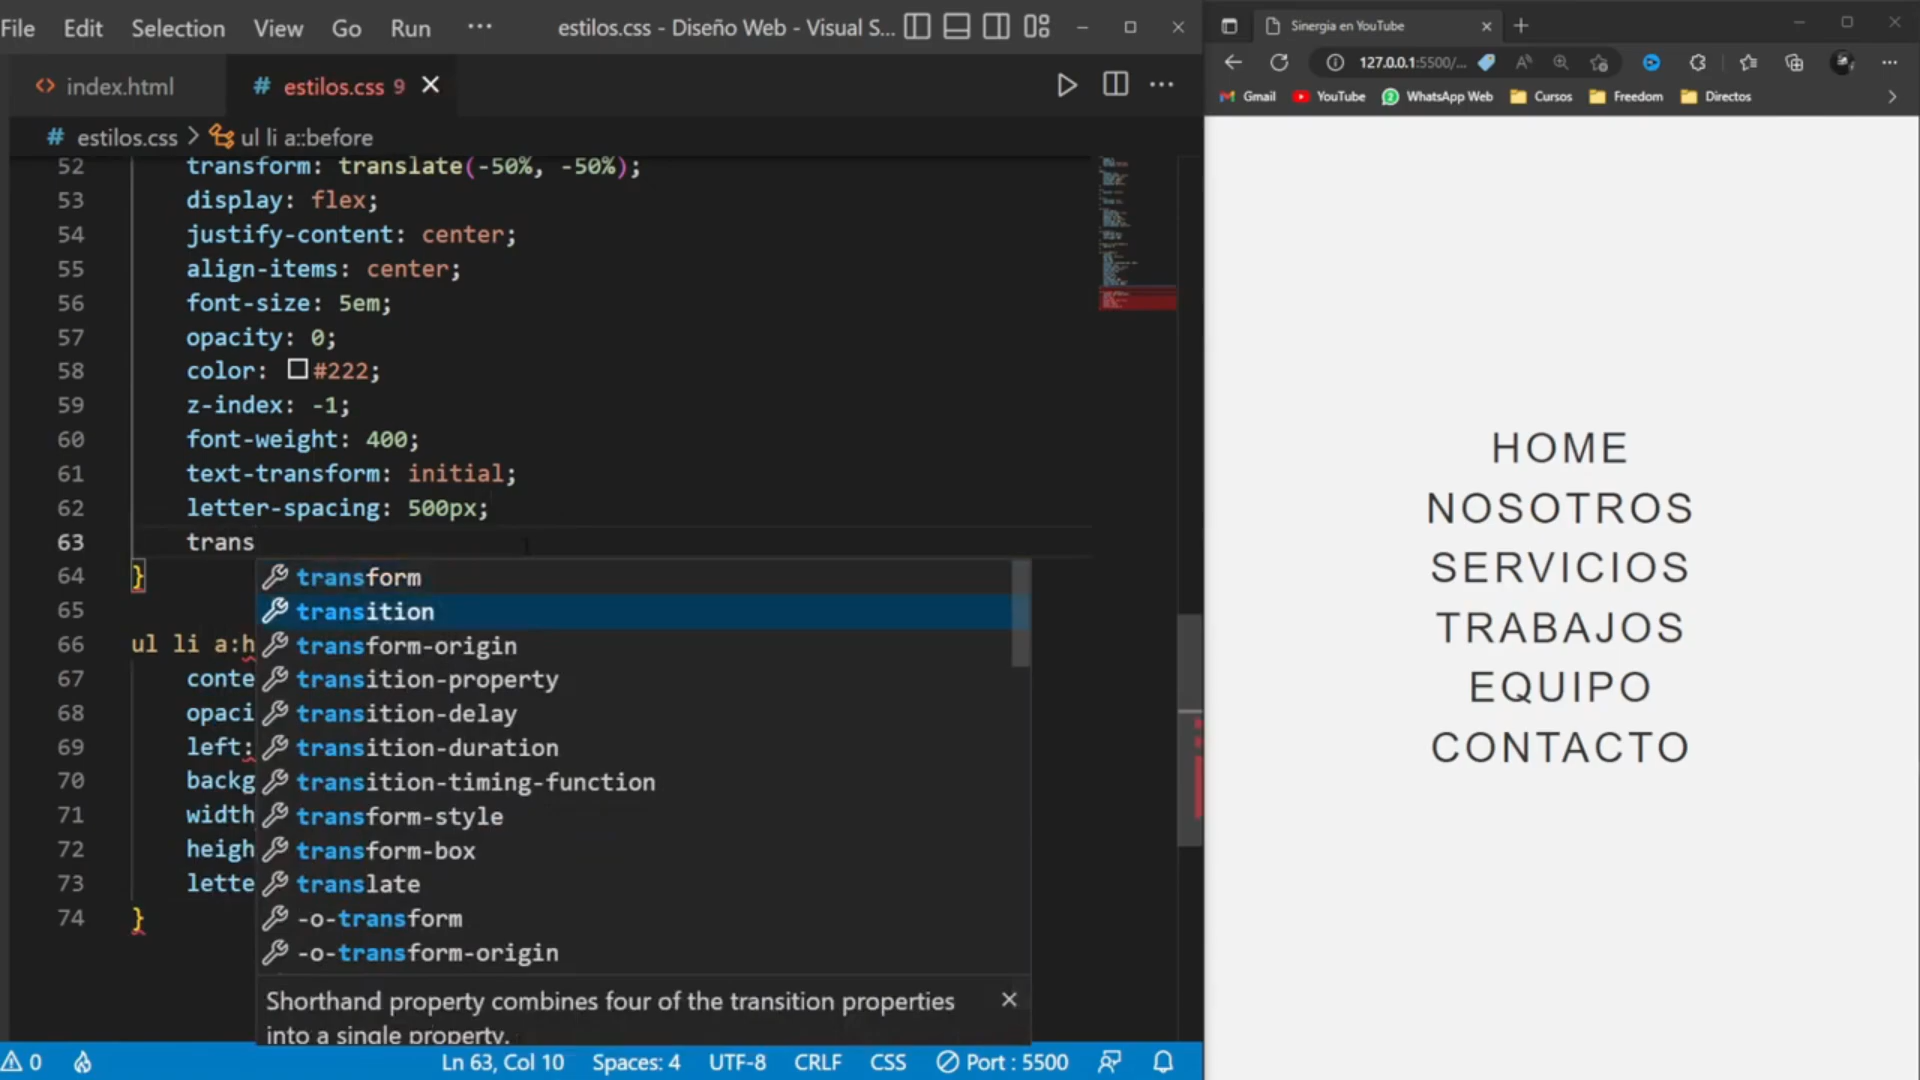 File Edit Selection View Go Run ··· estilos.css - Diseño Web - Visual S...
index.html
# estilos.css 9
# estilos.css > ul li a::before
52 transform: translate(-50%, -50%);
53 display: flex;
54 justify-content: center;
55 align-items: center;
56 font-size: 5em;
57 opacity: 0;
58 color: #222;
59 z-index: -1;
60 font-weight: 400;
61 text-transform: initial;
62 letter-spacing: 500px;
63 trans
64 }
65
66 ul li a:h
67 conte
68 opaci
69 left:
70 backg
71 width
72 heigh
73 lette
74 }
transform
transition
transform-origin
transition-property
transition-delay
transition-duration
transition-timing-function
transform-style
transform-box
translate
-o-transform
-o-transform-origin
Shorthand property combines four of the transition properties
into a single property.
0 Ln 63, Col 10 Spaces: 4 UTF-8 CRLF CSS Port : 5500
Sinergia en YouTube
127.0.0.1:5500/...
Gmail YouTube WhatsApp Web Cursos Freedom Directos
HOME
NOSOTROS
SERVICIOS
TRABAJOS
EQUIPO
CONTACTO